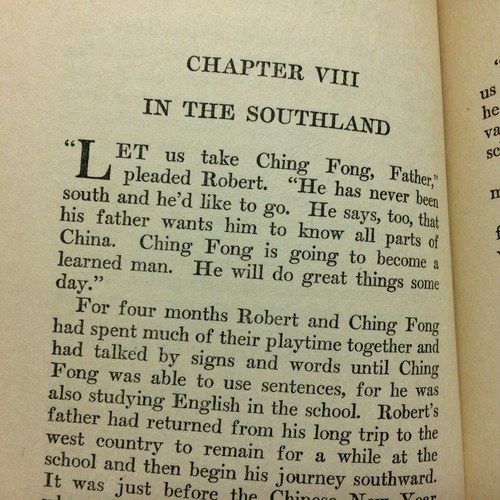 CHAPTER VIII
IN THE SOUTHLAND
"LET us take Ching Fong, Father,"
pleaded Robert. "He has never been
south and he'd like to go. He says, too, that
his father wants him to know all parts of
China. Ching Fong is going to become a
learned man. He will do great things some
day."
For four months Robert and Ching Fong
had spent much of their playtime together and
had talked by signs and words until Ching
Fong was able to use sentences, for he was
also studying English in the school. Robert's
father had returned from his long trip to the
west country to remain for a while at the
school and then begin his journey southward.
It was just before the Chinese New Year
us
he
va
sc
m
f